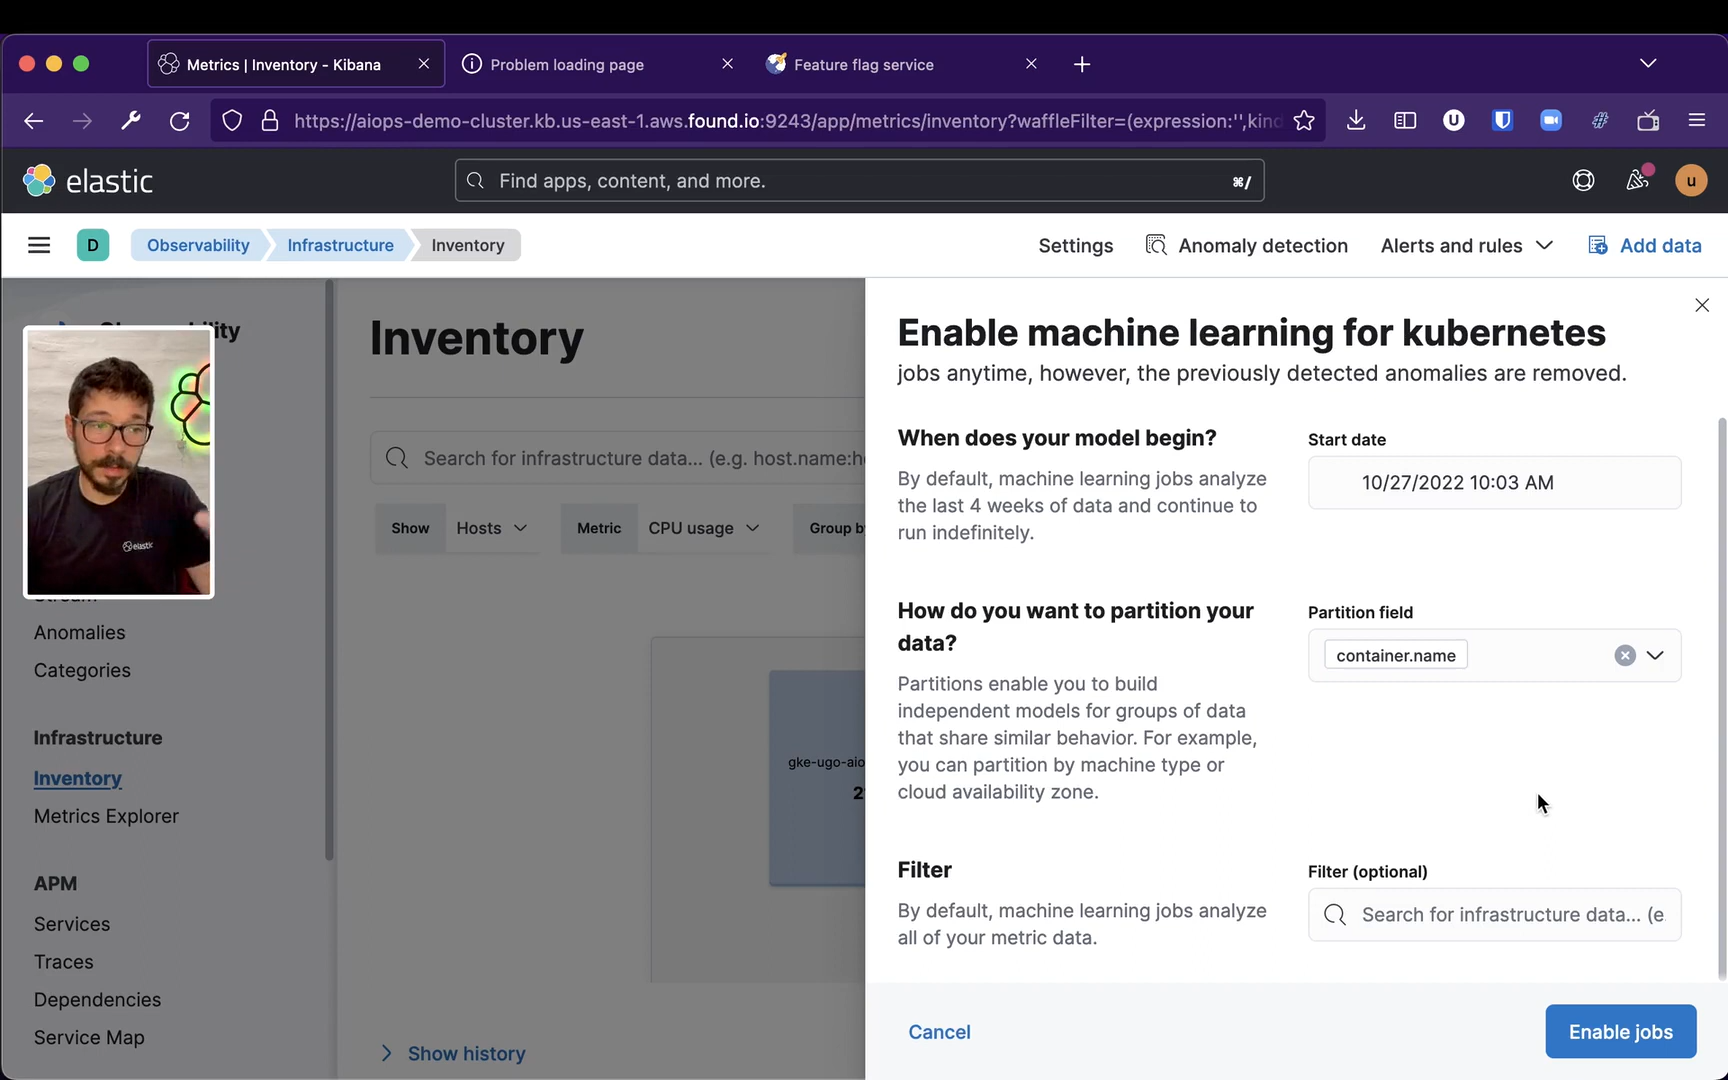 Metrics | Inventory - Kibana
Problem loading page
Feature flag service
https://aiops-demo-cluster.kb.us-east-1.aws.found.io:9243/app/metrics/inventory?waffleFilter=(expression:'',kind
elastic
Find apps, content, and more.
⌘/
u
D
Observability
Infrastructure
Inventory
Settings
Anomaly detection
Alerts and rules
Add data
elastic
Anomalies
Categories
Infrastructure
Inventory
Metrics Explorer
APM
Services
Traces
Dependencies
Service Map
Inventory
Search for infrastructure data... (e.g. host.name:h
Show
Hosts
Metric
CPU usage
Group b
gke-ugo-aio
2
Show history
Enable machine learning for kubernetes
jobs anytime, however, the previously detected anomalies are removed.
When does your model begin?
By default, machine learning jobs analyze
the last 4 weeks of data and continue to
run indefinitely.
Start date
10/27/2022 10:03 AM
How do you want to partition your
data?
Partitions enable you to build
independent models for groups of data
that share similar behavior. For example,
you can partition by machine type or
cloud availability zone.
Partition field
container.name
Filter
By default, machine learning jobs analyze
all of your metric data.
Filter (optional)
Search for infrastructure data... (e
Cancel
Enable jobs